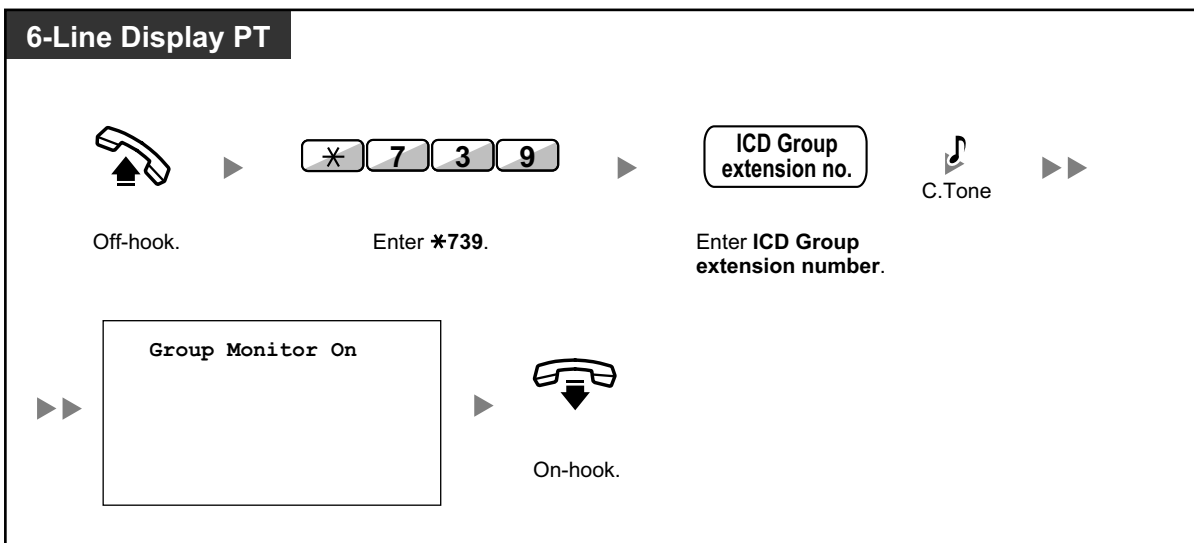 6-Line Display PT
* 7 3 9
ICD Group
extension no.
C.Tone
Off-hook.
Enter *739.
Enter ICD Group
extension number.
Group Monitor On
On-hook.